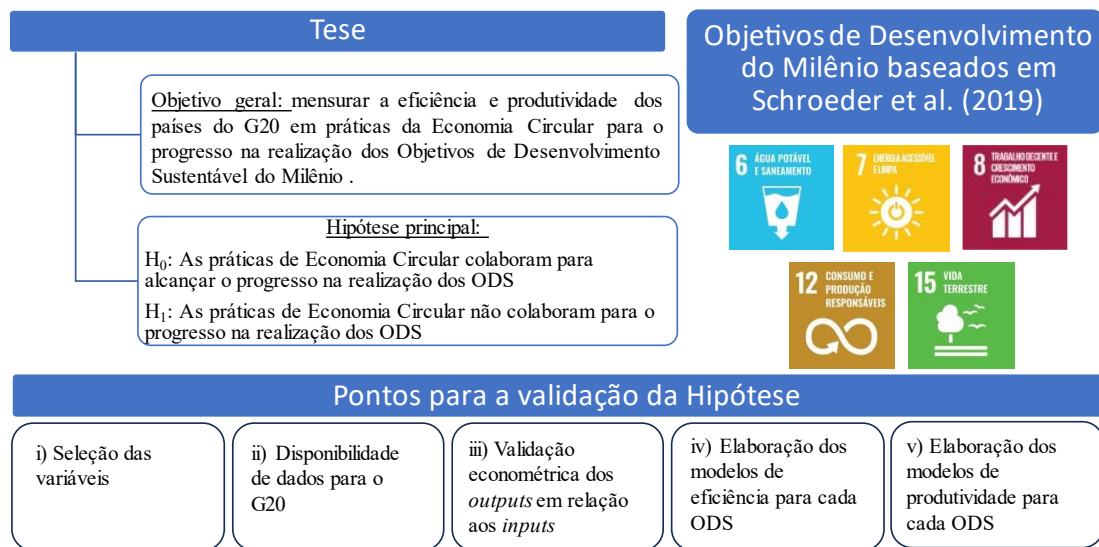 Tese
Objetivo geral: mensurar a eficiência e produtividade dos
países do G20 em práticas da Economia Circular para o
progresso na realização dos Objetivos de Desenvolvimento
Sustentável do Milênio .
Hipótese principal:
H₀: As práticas de Economia Circular colaboram para
alcançar o progresso na realização dos ODS
H₁: As práticas de Economia Circular não colaboram para o
progresso na realização dos ODS
Objetivos de Desenvolvimento
do Milênio baseados em
Schroeder et al. (2019)
6 ÁGUA POTÁVEL
E SANEAMENTO
7 ENERGIA ACESSÍVEL
E LIMPA
8 TRABALHO DECENTE E
CRESCIMENTO
ECONÔMICO
12 CONSUMO E
PRODUÇÃO
RESPONSÁVEIS
15 VIDA
TERRESTRE
Pontos para a validação da Hipótese
i) Seleção das
variáveis
ii) Disponibilidade
de dados para o
G20
iii) Validação
econométrica dos
outputs em relação
aos inputs
iv) Elaboração dos
modelos de
eficiência para cada
ODS
v) Elaboração dos
modelos de
produtividade para
cada ODS